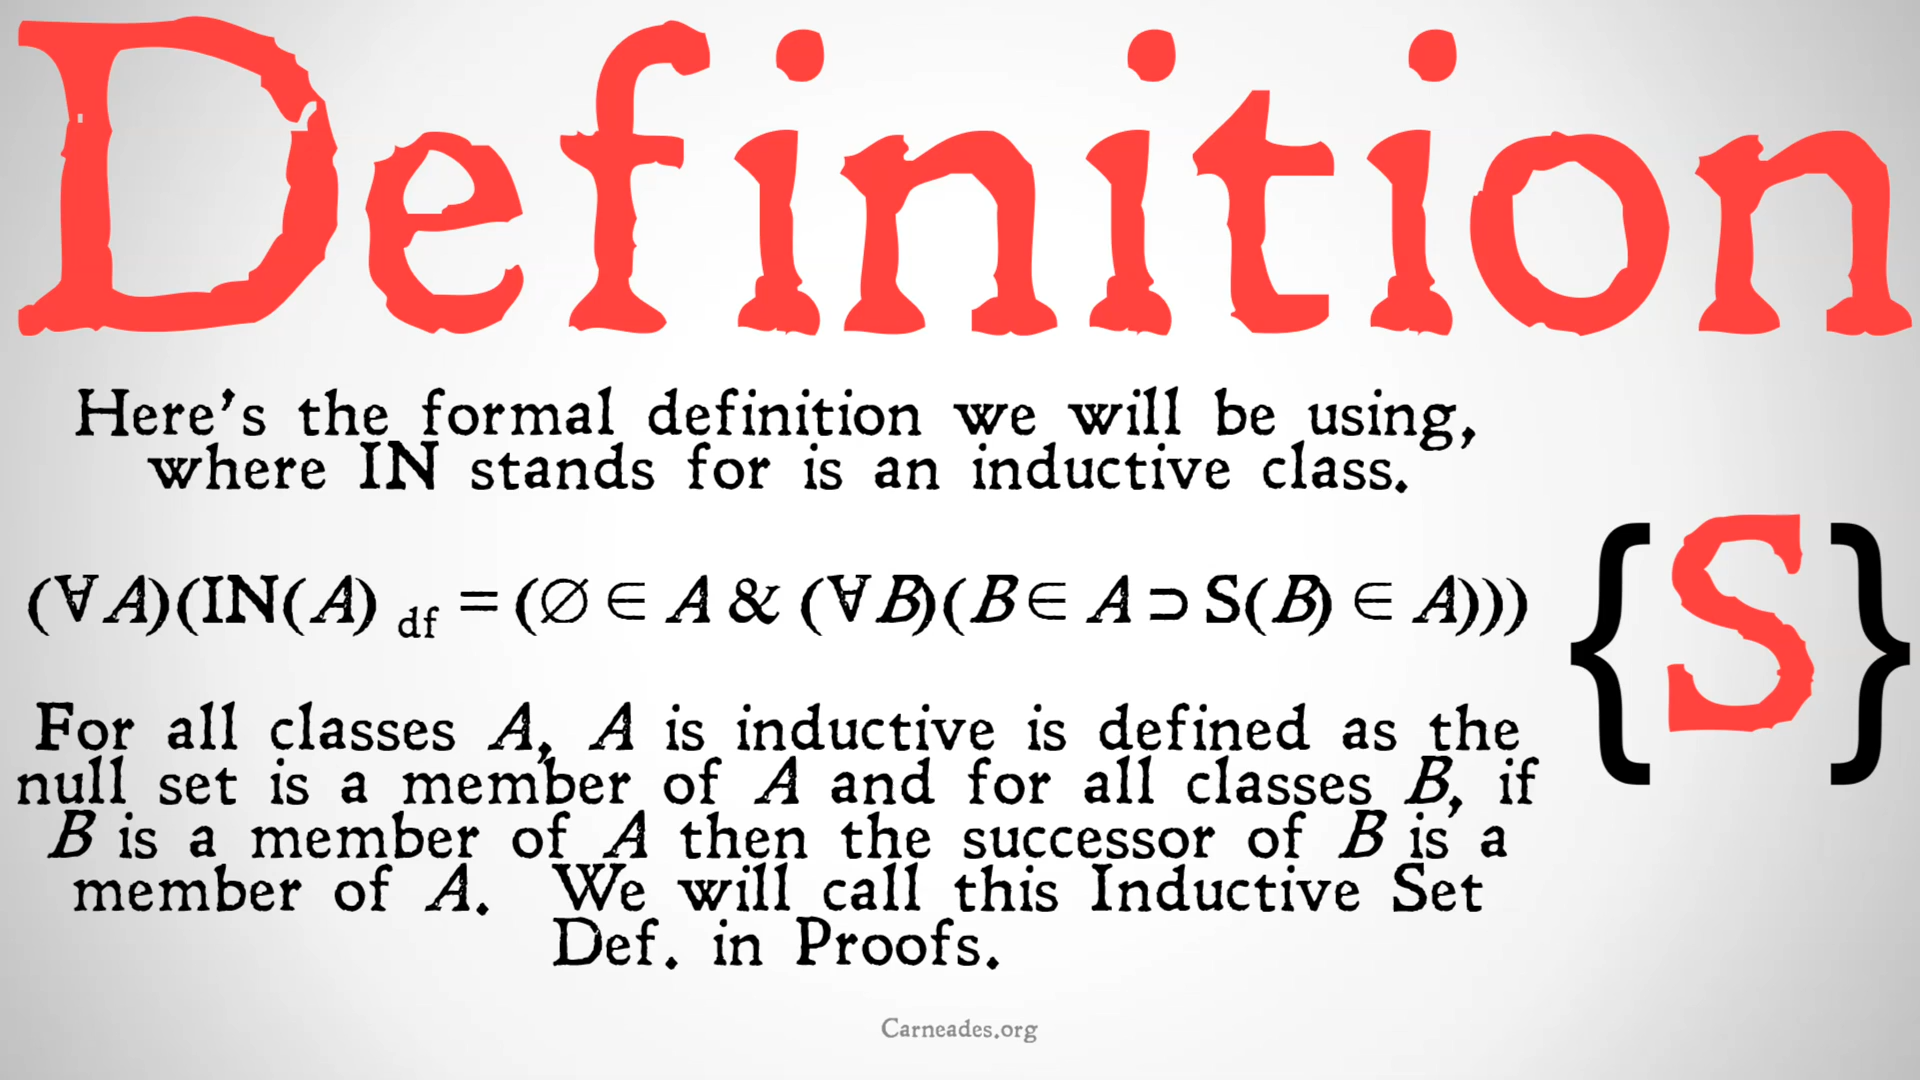 Definition
Here's the formal definition we will be using,
where IN stands for is an inductive class.
(∀A)(IN(A) df =(∅ ∈ A & (∀B)(B ∈ A ⊃ S(B) ∈ A)))
{S}
For all classes A, A is inductive is defined as the
null set is a member of A and for all classes B, if
B is a member of A then the successor of B is a
member of A. We will call this Inductive Set
Def. in Proofs.
Carneades.org